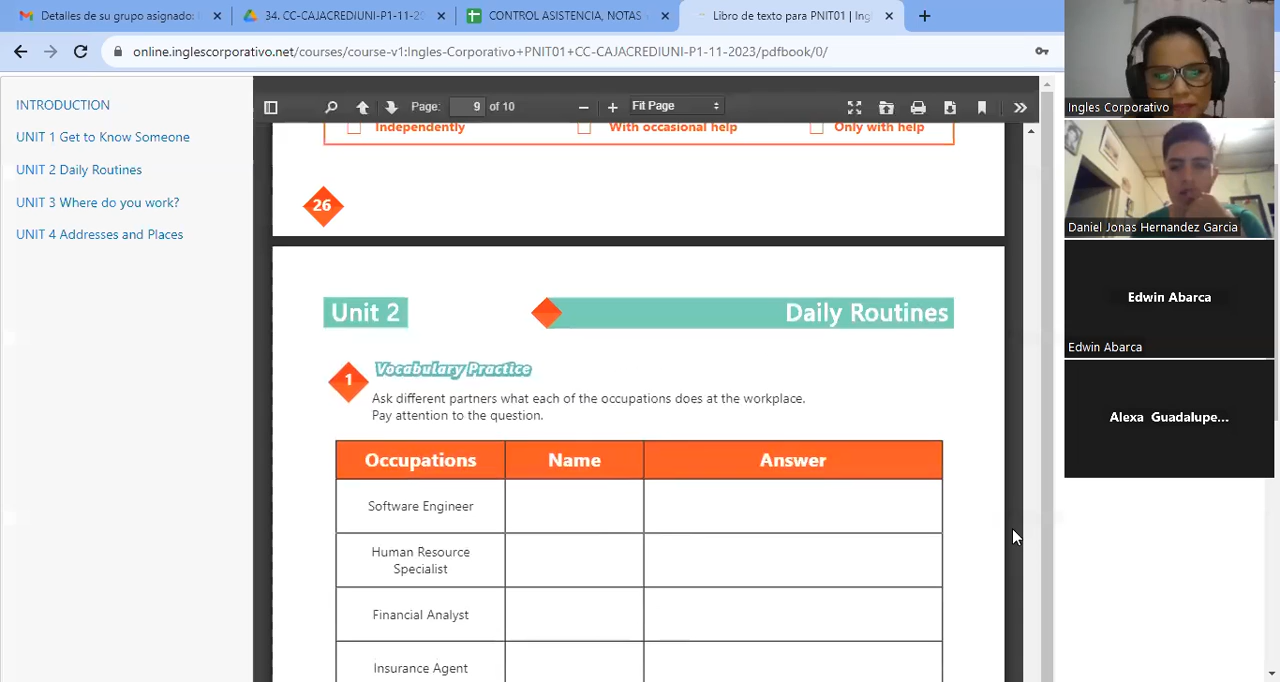 Detalles de su grupo asignado:
34. CC-CAJACREDIUNI-P1-11-2
CONTROL ASISTENCIA, NOTAS
Libro de texto para PNIT01 | Ing
online.inglescorporativo.net/courses/course-v1:Ingles-Corporativo+PNIT01+CC-CAJACREDIUNI-P1-11-2023/pdfbook/0/
INTRODUCTION
UNIT 1 Get to Know Someone
UNIT 2 Daily Routines
UNIT 3 Where do you work?
UNIT 4 Addresses and Places
Page: 9 of 10
Fit Page
Independently
With occasional help
Only with help
26
Unit 2
Daily Routines
1
Vocabulary Practice
Ask different partners what each of the occupations does at the workplace.
Pay attention to the question.
Occupations Name Answer
Software Engineer
Human Resource
Specialist
Financial Analyst
Insurance Agent
Ingles Corporativo
Daniel Jonas Hernandez Garcia
Edwin Abarca
Edwin Abarca
Alexa Guadalupe...